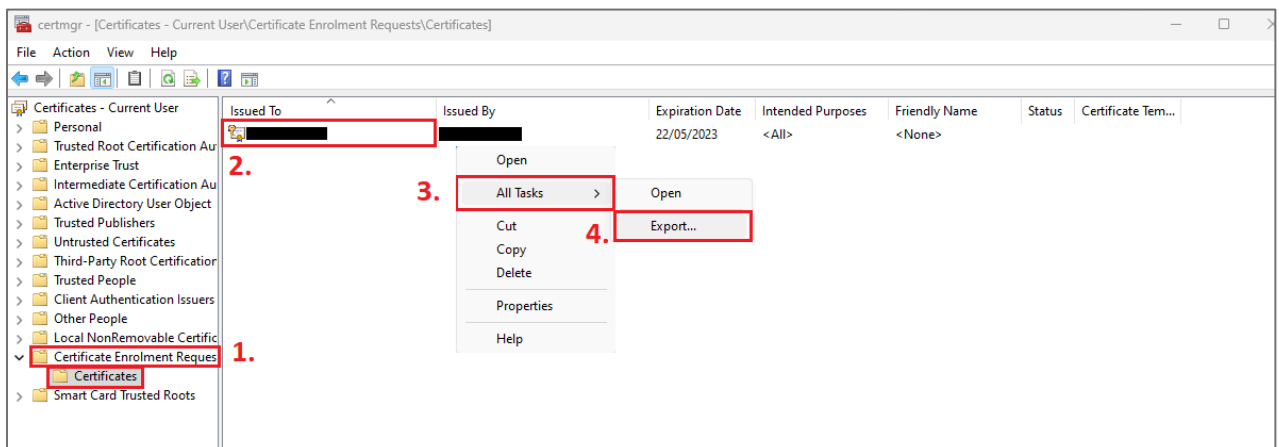 certmgr - [Certificates - Current User\Certificate Enrolment Requests\Certificates]
File Action View Help
Certificates - Current User
Personal
Trusted Root Certification Au
Enterprise Trust
Intermediate Certification Au
Active Directory User Object
Trusted Publishers
Untrusted Certificates
Third-Party Root Certification
Trusted People
Client Authentication Issuers
Other People
Local NonRemovable Certific
Certificate Enrolment Reques
1.
Certificates
Smart Card Trusted Roots
Issued To Issued By Expiration Date Intended Purposes Friendly Name Status Certificate Tem...
22/05/2023 <All> <None>
2.
Open
3.
All Tasks
Cut
Copy
Delete
Properties
Help
Open
4.
Export...